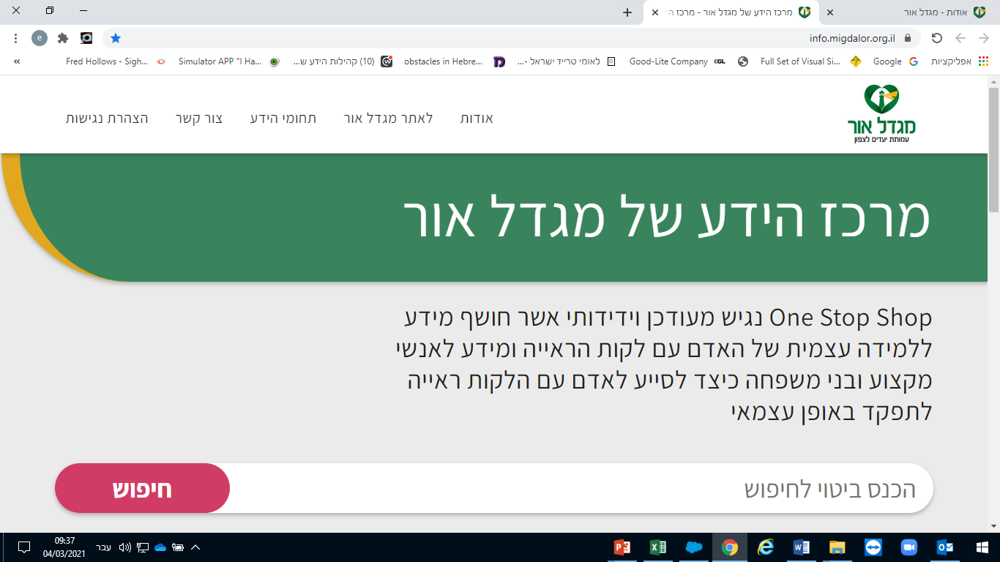 אודות - מגדל אור
מרכז הידע של מגדל אור - מרכז הי
info.migdalor.org.il
e
אפליקציות
Google
Full Set of Visual Si...
Good-Lite Company
לאומי טרייד ישראל -...
obstacles in Hebre...
(10) קהילות הידע ש...
Simulator APP "I Ha...
Fred Hollows - Sigh...
מגדל אור
עמותת יעדים לצפון
אודות
לאתר מגדל אור
תחומי הידע
צור קשר
הצהרת נגישות
מרכז הידע של מגדל אור
One Stop Shop נגיש מעודכן וידידותי אשר חושף מידע
ללמידה עצמית של האדם עם לקות הראייה ומידע לאנשי
מקצוע ובני משפחה כיצד לסייע לאדם עם הלקות ראייה
לתפקד באופן עצמאי
הכנס ביטוי לחיפוש
חיפוש
עבר
09:37
04/03/2021